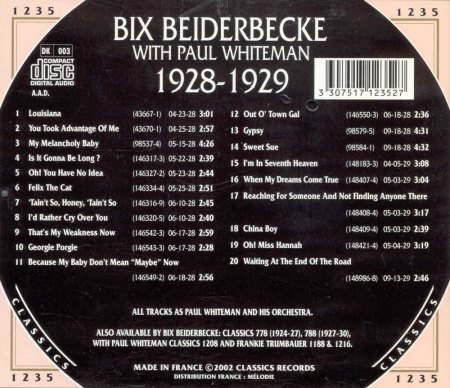 1235
1235
BIX BEIDERBECKE
WITH PAUL WHITEMAN
1928-1929
DK 003
COMPACT
disc
DIGITAL AUDIO
A.A.D.
3 307517 123527
1 Louisiana (43667-1) 04-23-28 3:01
2 You Took Advantage Of Me (43670-1) 04-25-28 2:57
3 My Melancholy Baby (98537-4) 05-15-28
4 Is It Gonna Be Long ? (146317-3) 05-22-28 2:39
5 Oh! You Have No Idea (146327-2) 05-23-28
6 Felix The Cat (146334-4) 05-25-28 2:51
7 'Tain't So, Honey, 'Tain't So (146316-9) 06-10-28
8 I'd Rather Cry Over You (146320-5) 06-10-28 2:40
9 That's My Weakness Now (146543-3) 06-17-28 2:54
10 Georgie Porgie (146543-3) 06-17-28 2:28
11 Because My Baby Don't Mean “Maybe” Now
(146549-2) 06-18-28 2:56
12 Out O' Town Gal (146550-3) 06-18-28 2:36
13 Gypsy (98579-5) 09-18-28 4:31
14 Sweet Sue (98584-1) 09-18-28 4:32
15 I'm In Seventh Heaven (148183-3) 04-05-29 3:08
16 When My Dreams Come True (148407-4) 05-03-29 3:04
17 Reaching For Someone And Not Finding Anyone There
(148408-4) 05-03-29 3:17
18 China Boy (148409-4) 05-03-29
19 Oh! Miss Hannah (148421-4) 05-04-29 3:19
20 Waiting At The End Of The Road
(148986-8) 09-13-29 2:46
ALL TRACKS AS PAUL WHITEMAN AND HIS ORCHESTRA.
ALSO AVAILABLE BY BIX BEIDERBECKE: CLASSICS 778 (1924-27), 788 (1927-30),
WITH PAUL WHITEMAN CLASSICS 1208 AND FRANKIE TRUMBAUER 1188 & 1216.
MADE IN FRANCE ©2002 CLASSICS RECORDS
DISTRIBUTION FRANCE : MÉLODIE
CLASSICS
CLASSICS
1235
1235